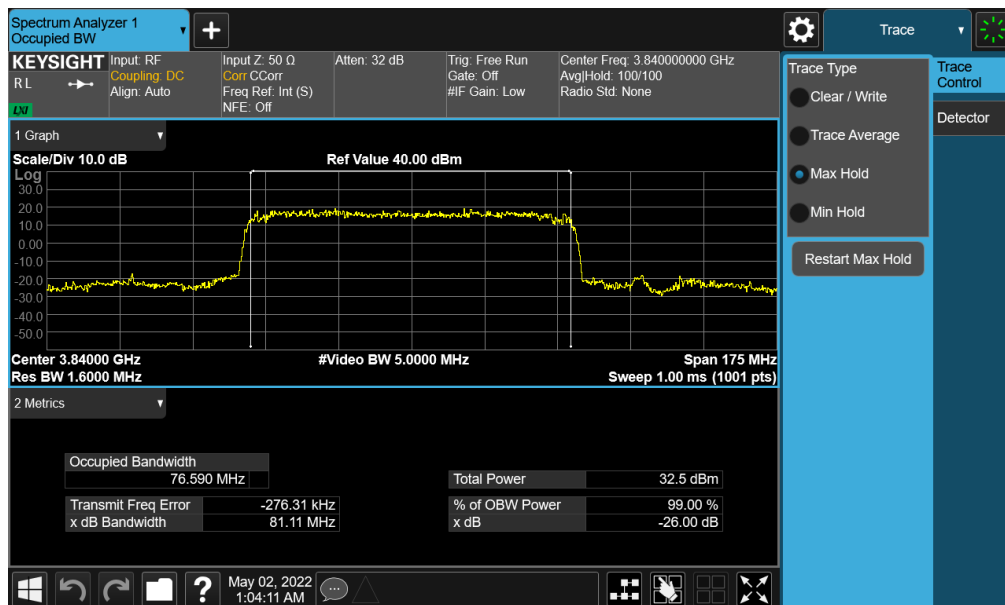 Spectrum Analyzer 1
Occupied BW
+
Trace
KEYSIGHT Input: RF Input Z: 50 Ω Atten: 32 dB Trig: Free Run Center Freq: 3.840000000 GHz
R L Coupling: DC Corr CCorr Gate: Off Avg|Hold: 100/100
Align: Auto Freq Ref: Int (S) #IF Gain: Low Radio Std: None
LXI NFE: Off
Trace Type
Clear / Write
Trace Average
Max Hold
Min Hold
Restart Max Hold
Trace
Control
Detector
1 Graph
Scale/Div 10.0 dB Ref Value 40.00 dBm
Log
30.0
20.0
10.0
0.00
-10.0
-20.0
-30.0
-40.0
-50.0
Center 3.84000 GHz #Video BW 5.0000 MHz Span 175 MHz
Res BW 1.6000 MHz Sweep 1.00 ms (1001 pts)
2 Metrics
Occupied Bandwidth
76.590 MHz Total Power 32.5 dBm
Transmit Freq Error -276.31 kHz % of OBW Power 99.00 %
x dB Bandwidth 81.11 MHz x dB -26.00 dB
? May 02, 2022
1:04:11 AM